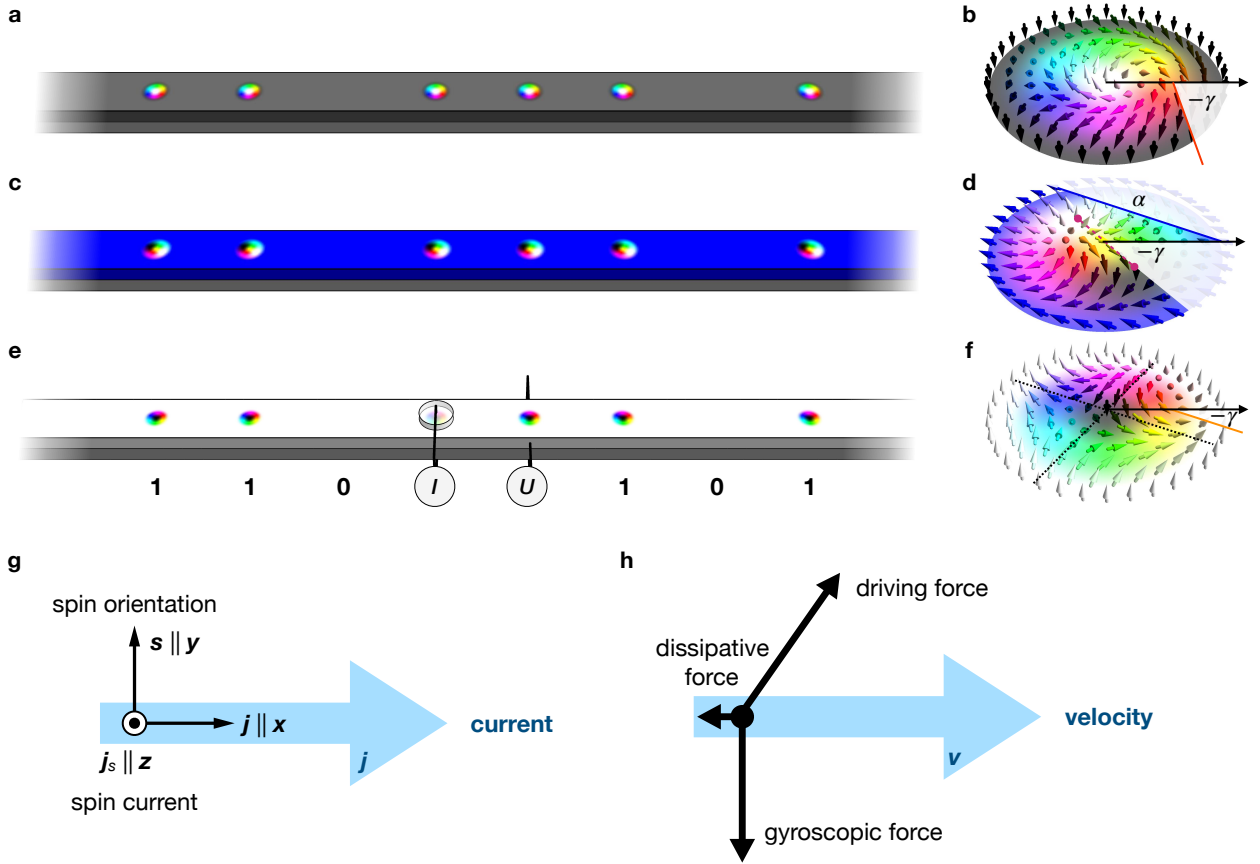 a
b
−γ
c
d
α
−γ
e
f
−γ
I
U
1 1 0 1 0 1
g
spin orientation
s ∥ y
j ∥ x
current
js ∥ z
j
spin current
h
driving force
dissipative
force
velocity
v
gyroscopic force